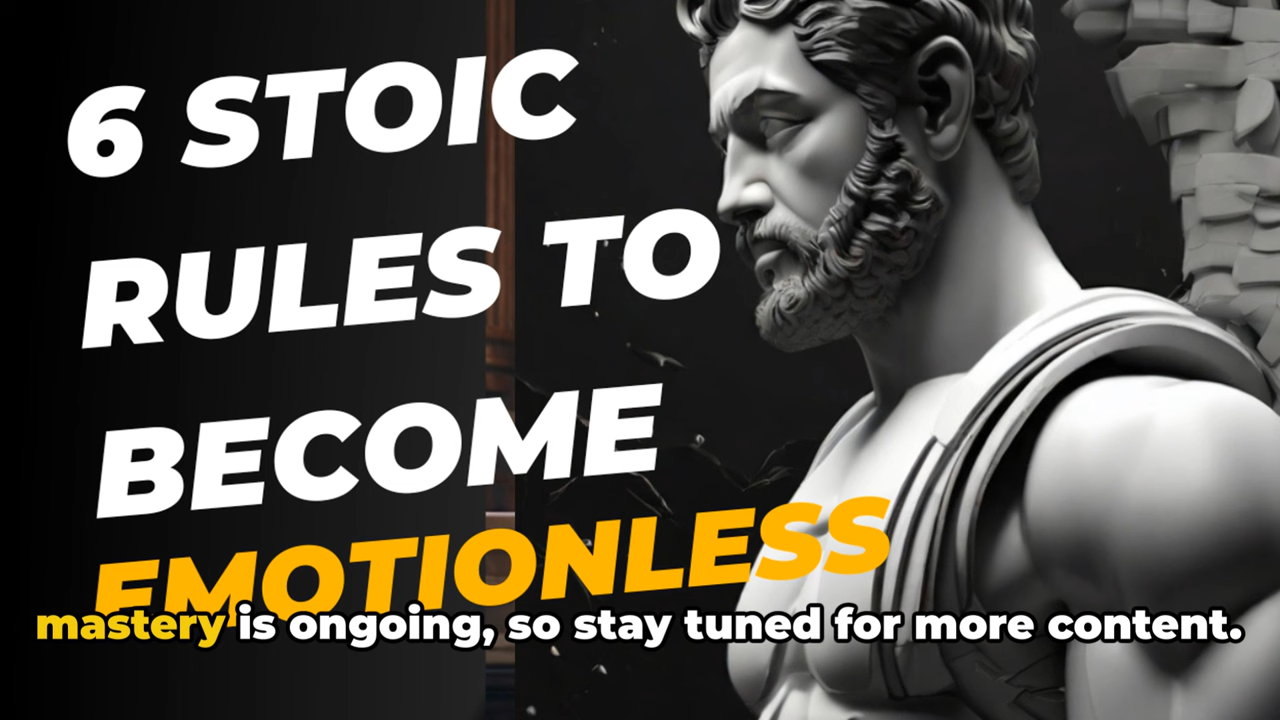 6 STOIC
RULES TO
BECOME
EMOTIONLESS
mastery is ongoing, so stay tuned for more content.